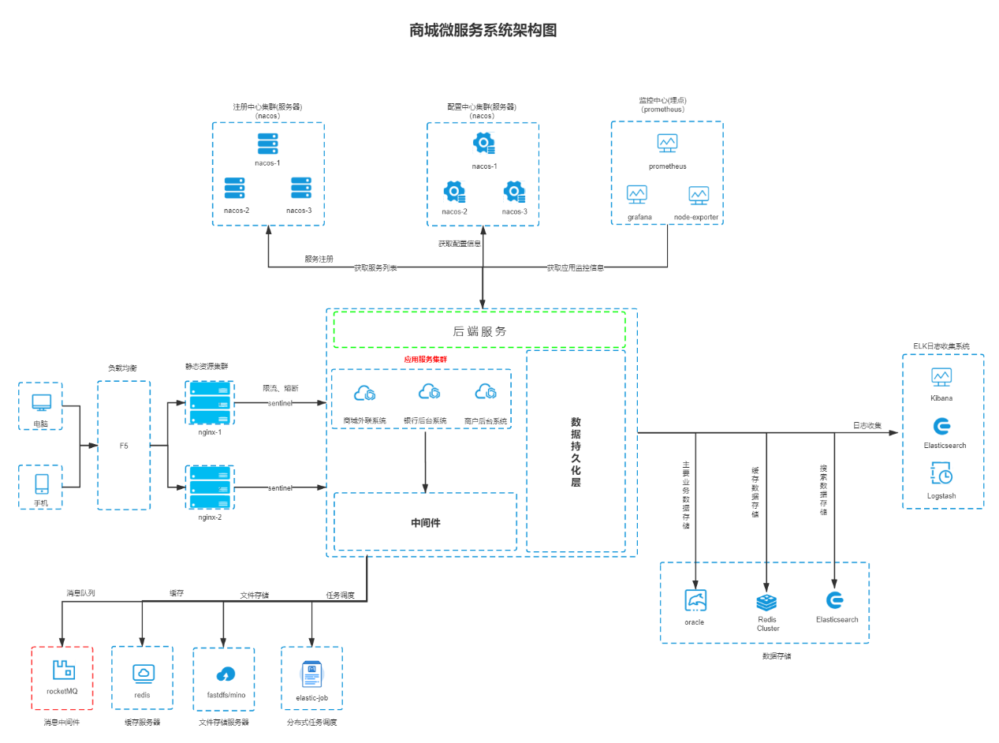 商城微服务系统架构图
注册中心集群(服务器)
（nacos）
nacos-1
nacos-2
nacos-3
配置中心集群(服务器)
（nacos）
nacos-1
nacos-2
nacos-3
监控中心(埋点)
（prometheus）
prometheus
grafana
node-exporter
服务注册
获取服务列表
获取配置信息
获取应用监控信息
后端服务
应用服务集群
商城外联系统
银行后台系统
商户后台系统
中间件
数据持久化层
负载均衡
F5
电脑
手机
静态资源集群
nginx-1
nginx-2
限流、熔断
sentinel
sentinel
ELK日志收集系统
Kibana
Elasticsearch
Logstash
日志收集
主要业务数据存储
缓存数据存储
搜索数据存储
oracle
Redis
Cluster
Elasticsearch
数据存储
消息队列
缓存
文件存储
任务调度
rocketMQ
redis
fastdfs/mino
elastic-job
消息中间件
缓存服务器
文件存储服务器
分布式任务调度